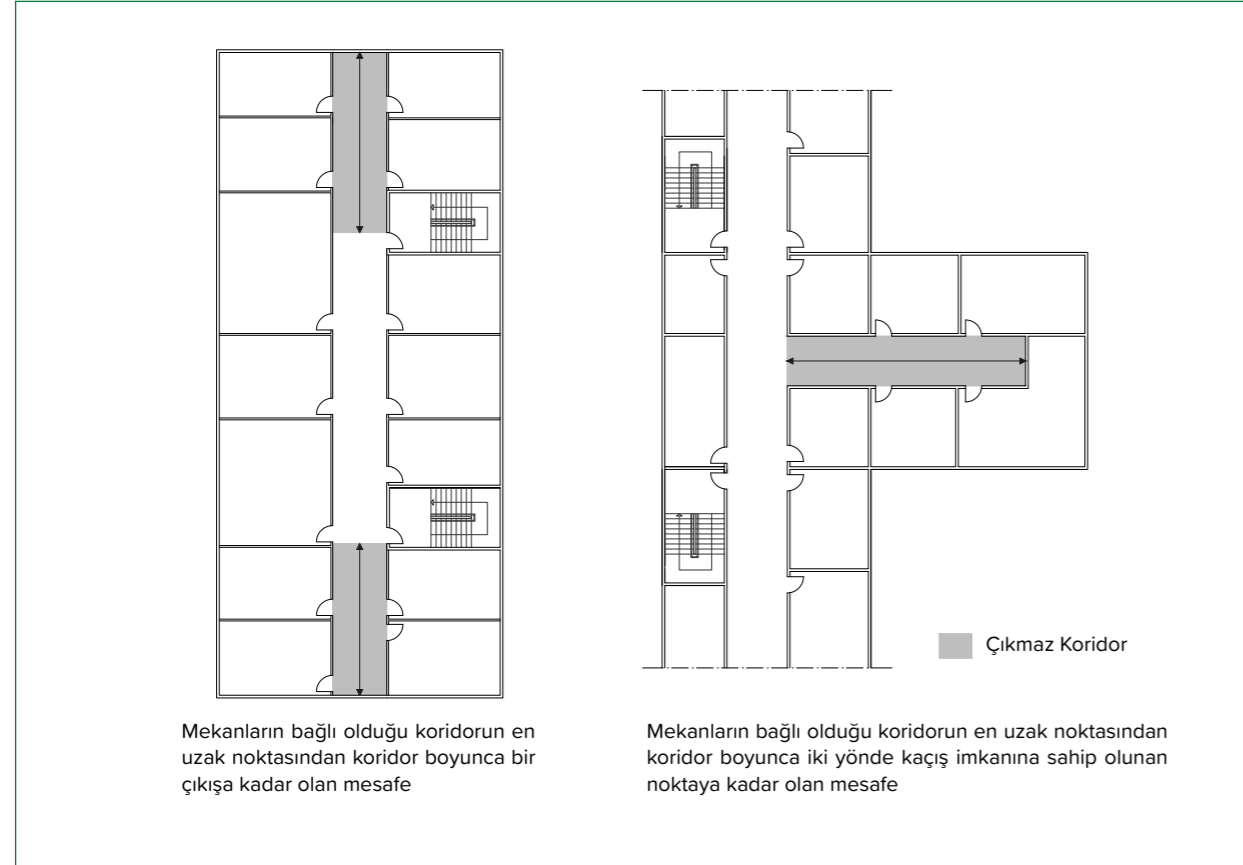 Çıkmaz Koridor
Mekanların bağlı olduğu koridorun en
uzak noktasından koridor boyunca bir
çıkışa kadar olan mesafe
Mekanların bağlı olduğu koridorun en uzak noktasından
koridor boyunca iki yönde kaçış imkanına sahip olunan
noktaya kadar olan mesafe